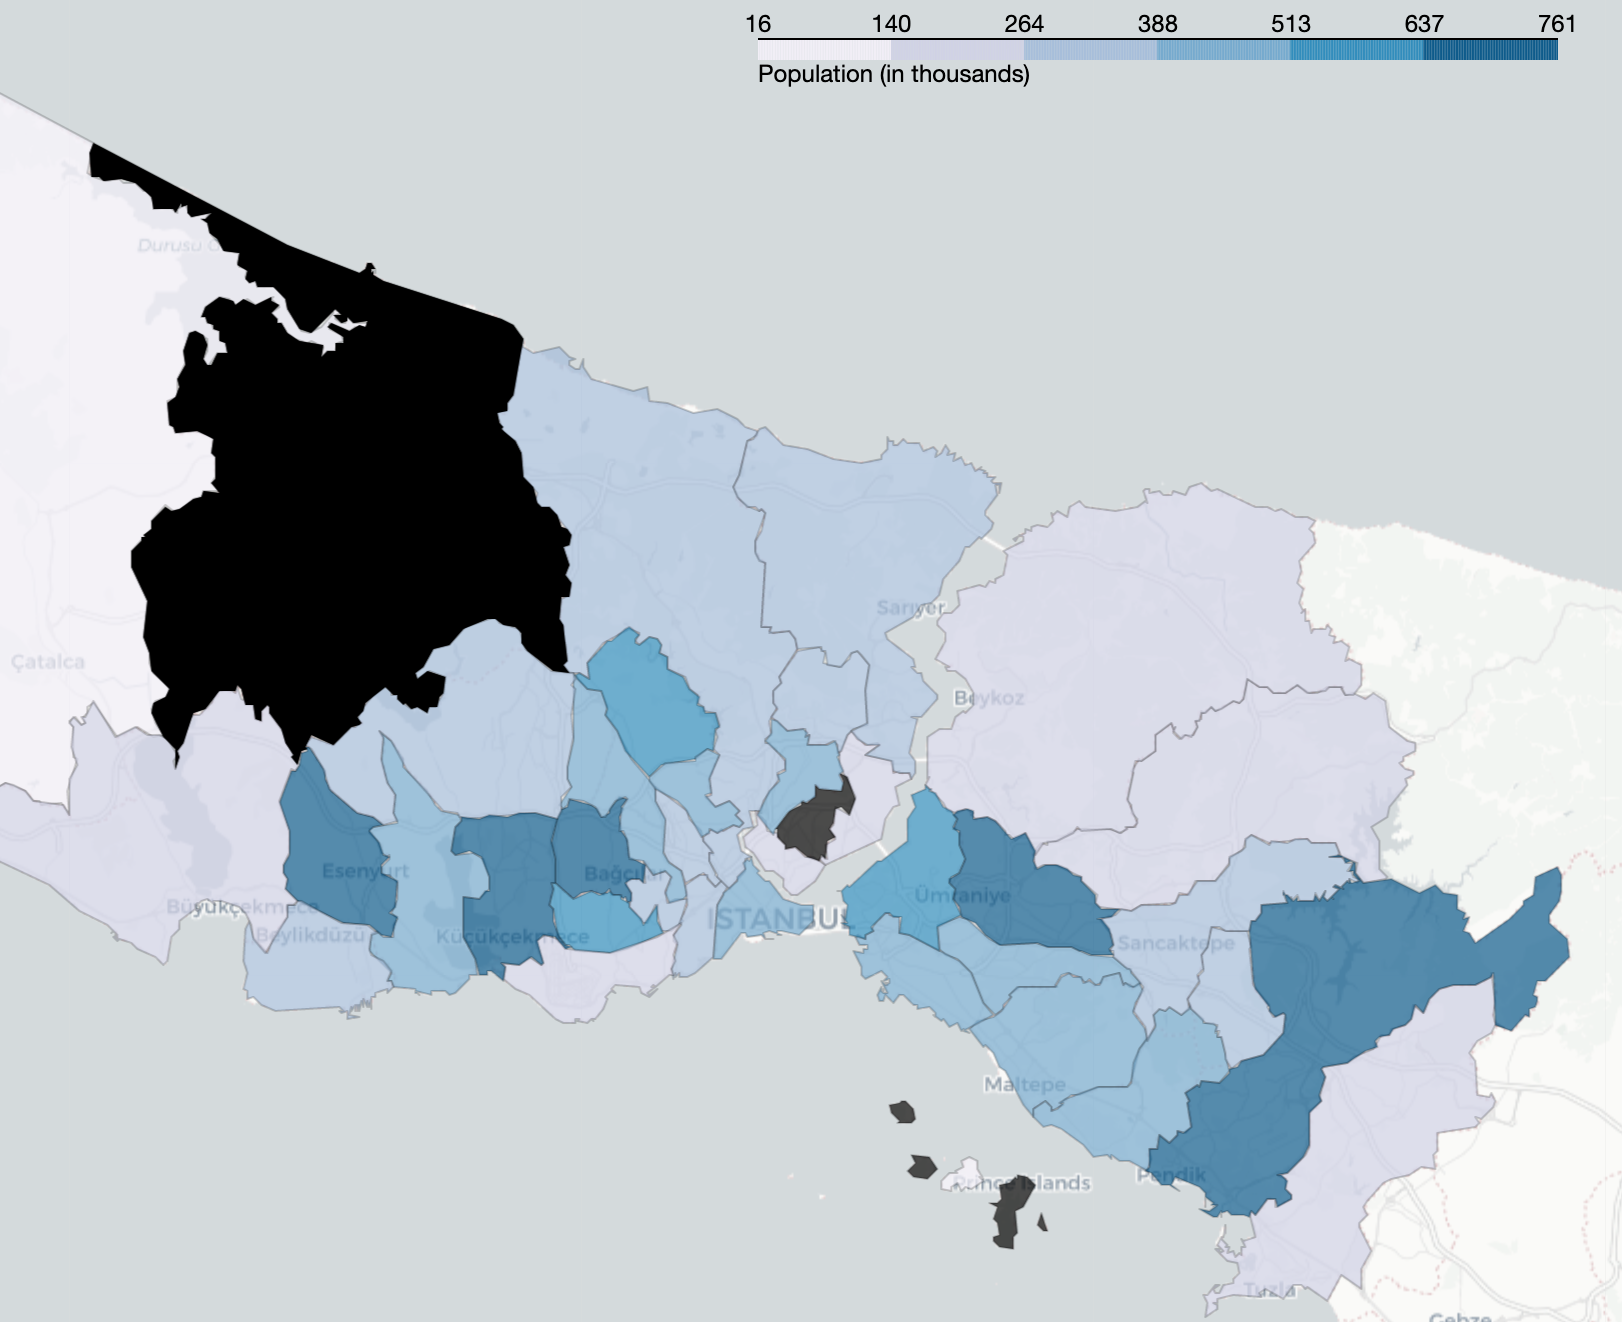 16 140 264 388 513 637 761
Population (in thousands)
Durusu
Sarıyer
Çatalca
Beykoz
Esenyurt
Bağcılar
Ümraniye
Büyükçekmece
ISTANBUL
Beylikdüzü
Küçükçekmece
Sancaktepe
Maltepe
Pendik
Prince Islands
Tuzla
Gebze